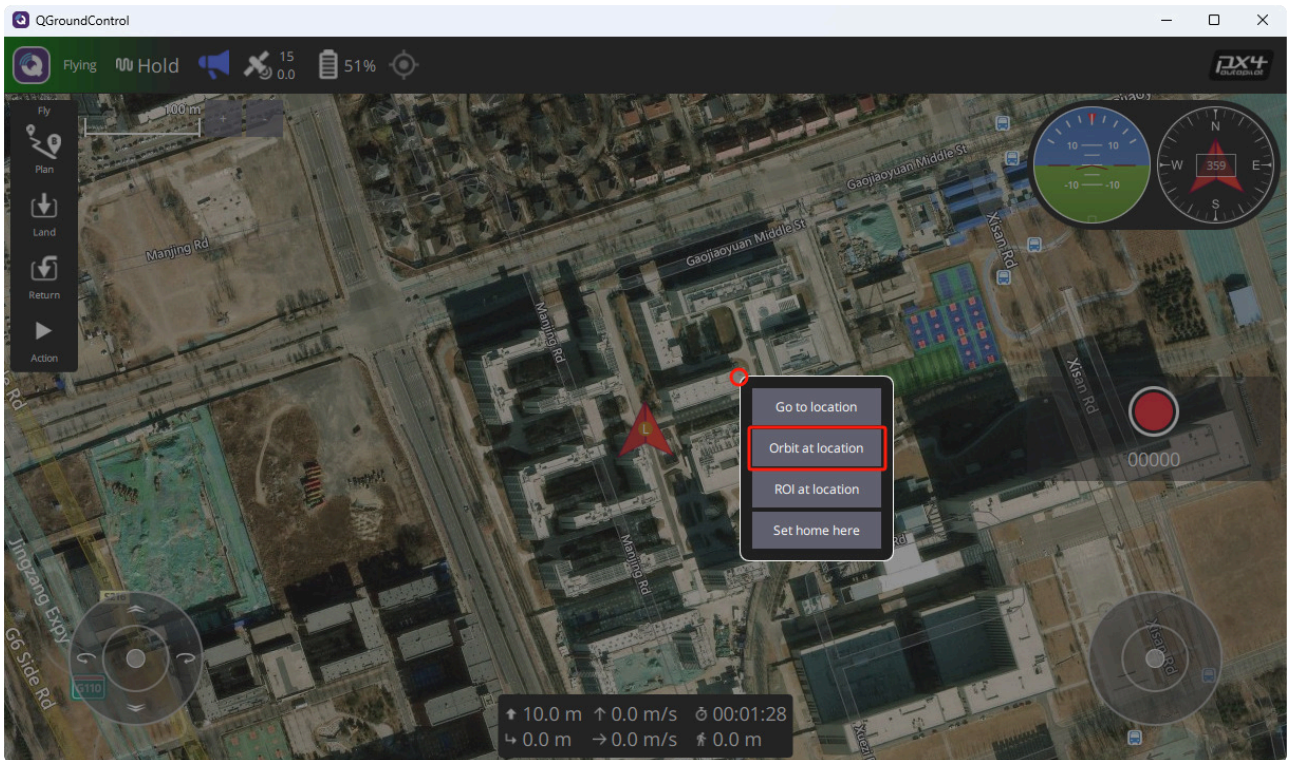 QGroundControl
Flying
Hold
15
0.0
51%
PX4
autopilot
Fly
Plan
Land
Return
Action
100 m
+
Gaojiaoyuan Middle St
Gaojiaoyuan Middle St
Manjing Rd
Manjing Rd
Manjing Rd
Xisan Rd
Xisan Rd
Xisan Rd
Jingzang Expy
G6 Side Rd
G110
10 10
-10 -10
N
W 359 E
S
Go to location
Orbit at location
ROI at location
Set home here
Rd
L
00000
10.0 m 0.0 m/s 00:01:28
0.0 m 0.0 m/s 0.0 m